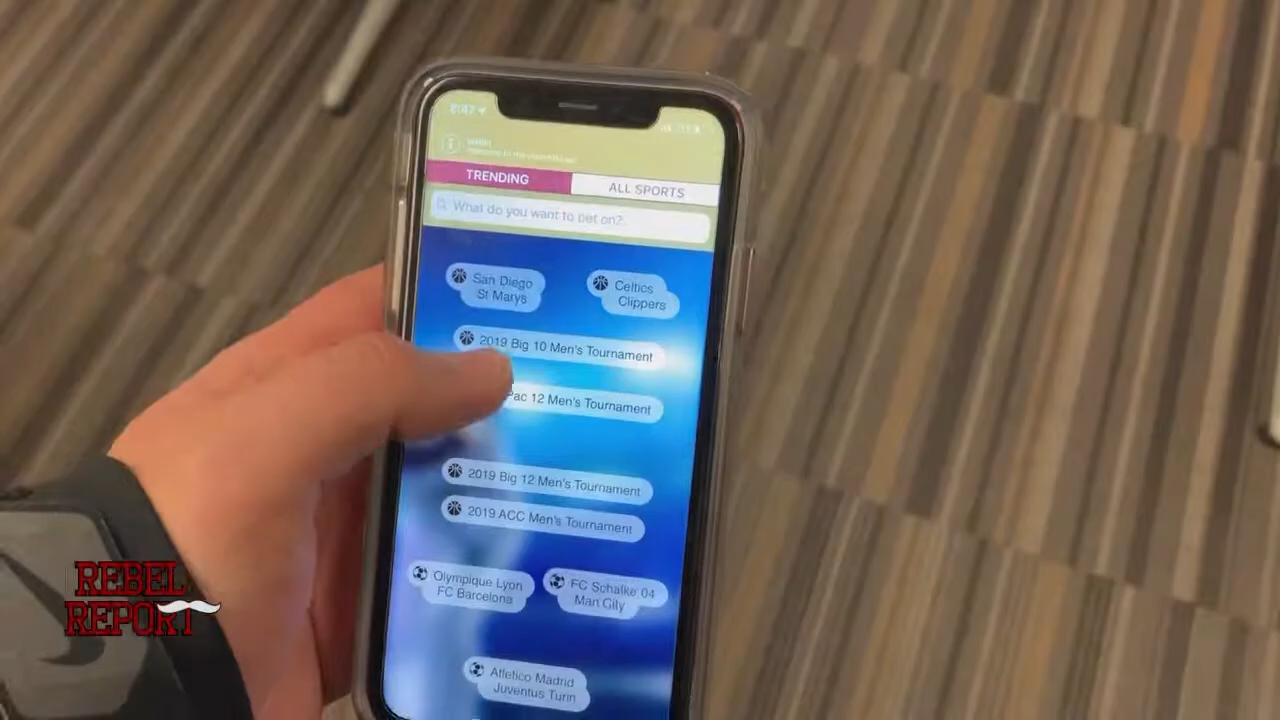 8:47
TRENDING
ALL SPORTS
What do you want to bet on?
San Diego
St Marys
Celtics
Clippers
2019 Big 10 Men's Tournament
Pac 12 Men's Tournament
2019 Big 12 Men's Tournament
2019 ACC Men's Tournament
Olympique Lyon
FC Barcelona
FC Schalke 04
Man City
Atletico Madrid
Juventus Turin
REBEL
REPORT